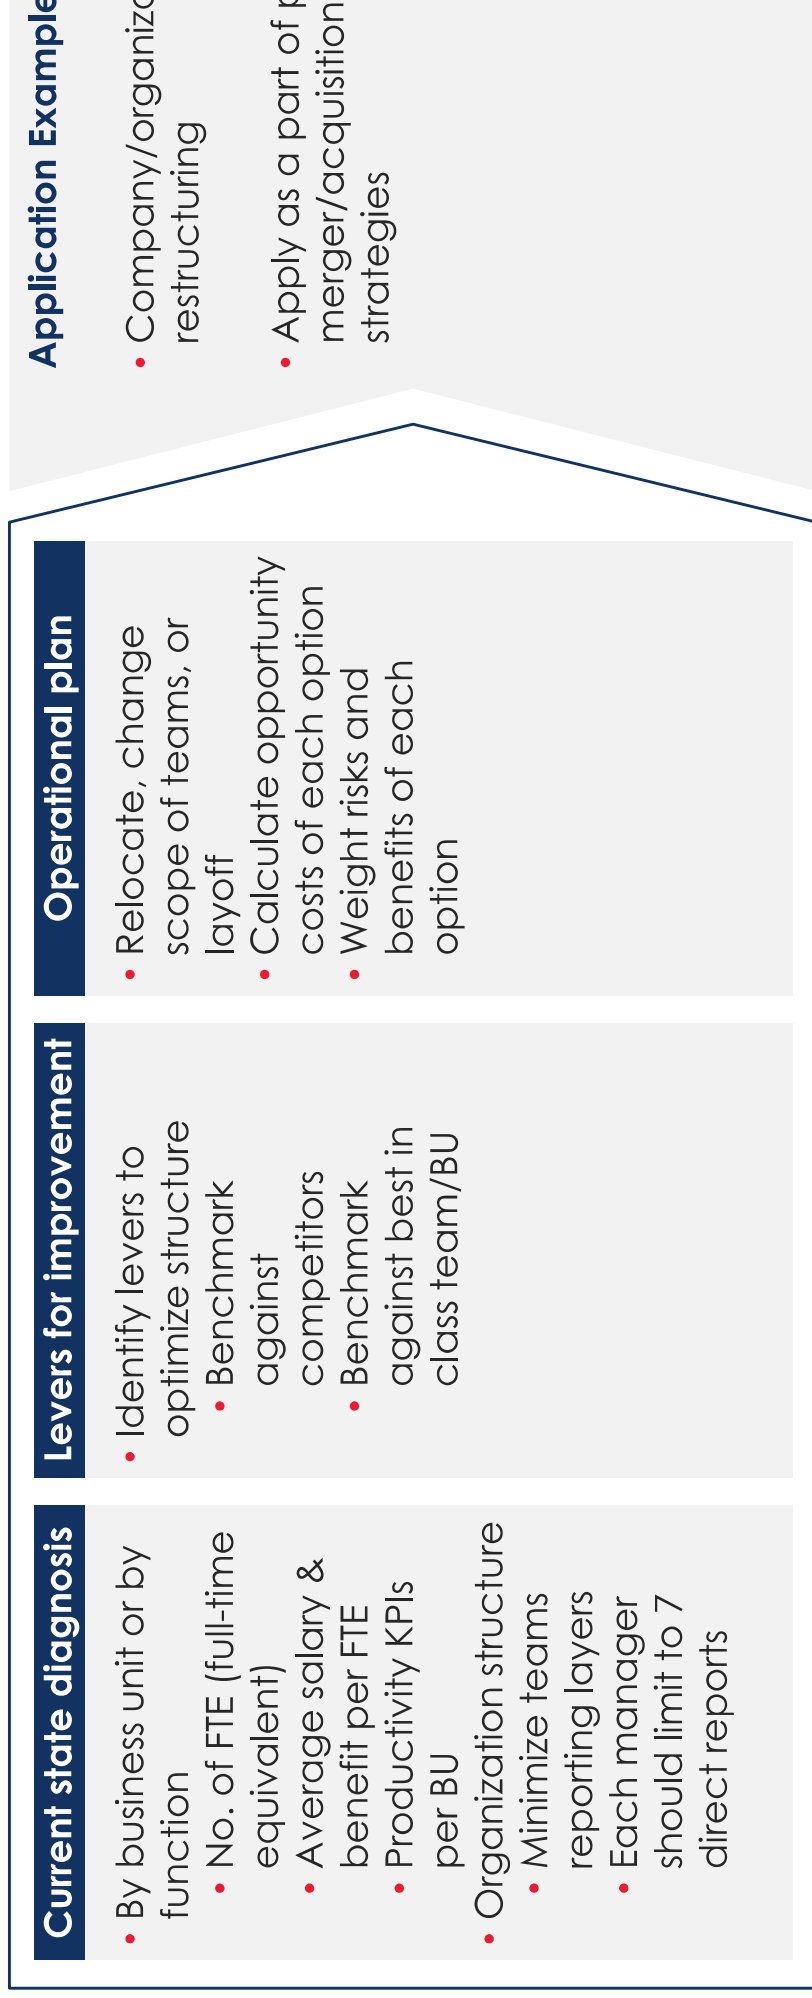 Current state diagnosis
• By business unit or by
function
• No. of FTE (full-time
equivalent)
• Average salary &
benefit per FTE
• Productivity KPIs
per BU
• Organization structure
• Minimize teams
reporting layers
• Each manager
should limit to 7
direct reports
Levers for improvement
• Identify levers to
optimize structure
• Benchmark
against
competitors
• Benchmark
against best in
class team/BU
Operational plan
• Relocate, change
scope of teams, or
layoff
• Calculate opportunity
costs of each option
• Weight risks and
benefits of each
option
Application Example
• Company/organiza
restructuring
• Apply as a part of
merger/acquisition
strategies